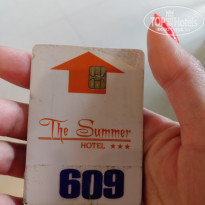 The Summer
HOTEL ★★★
609